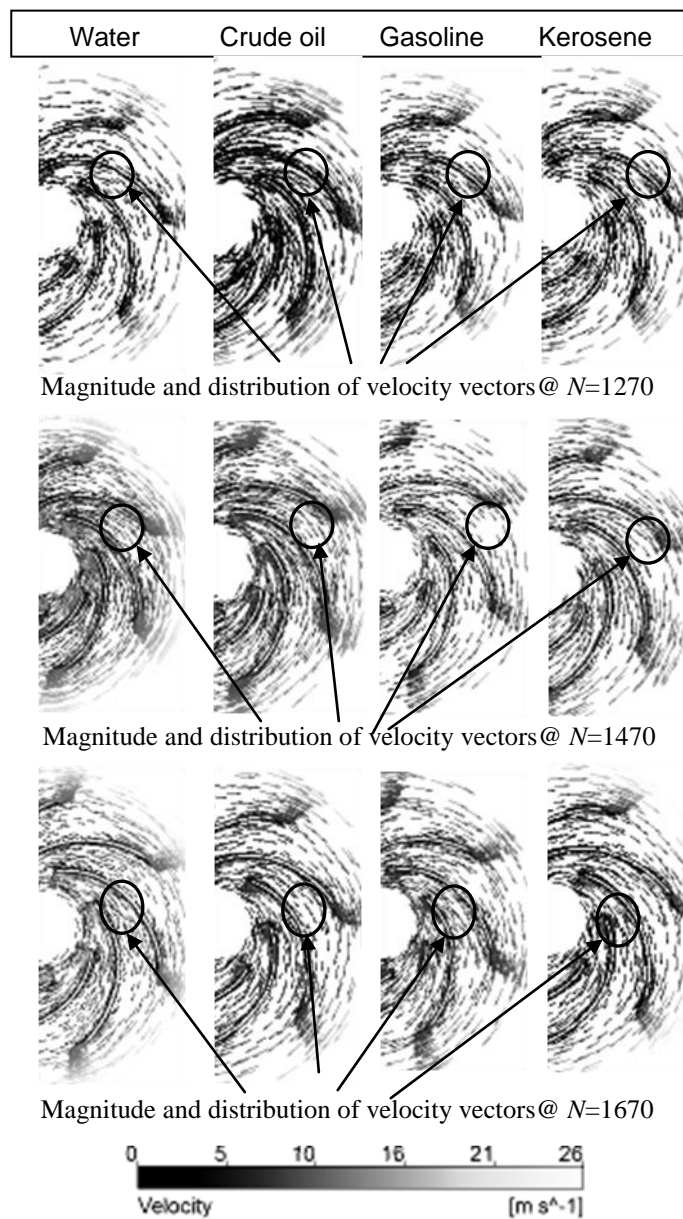 Water Crude oil Gasoline Kerosene
Magnitude and distribution of velocity vectors@ N=1270
Magnitude and distribution of velocity vectors@ N=1470
Magnitude and distribution of velocity vectors@ N=1670
0 5 10 16 21 26
Velocity [m s^-1]